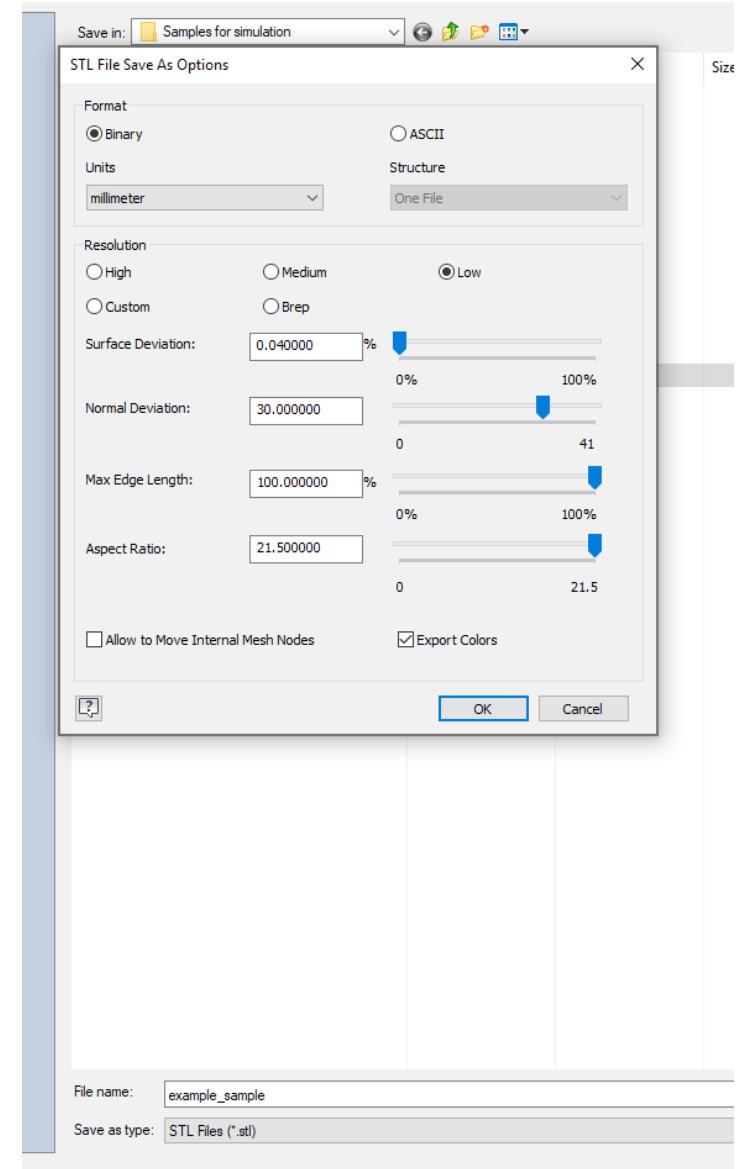 Save in: Samples for simulation
STL File Save As Options
Size
Format
Binary ASCII
Units Structure
millimeter One File
Resolution
High Medium Low
Custom Brep
Surface Deviation: 0.040000 %
0% 100%
Normal Deviation: 30.000000
0 41
Max Edge Length: 100.000000 %
0% 100%
Aspect Ratio: 21.500000
0 21.5
Allow to Move Internal Mesh Nodes Export Colors
? OK Cancel
File name: example_sample
Save as type: STL Files (*.stl)